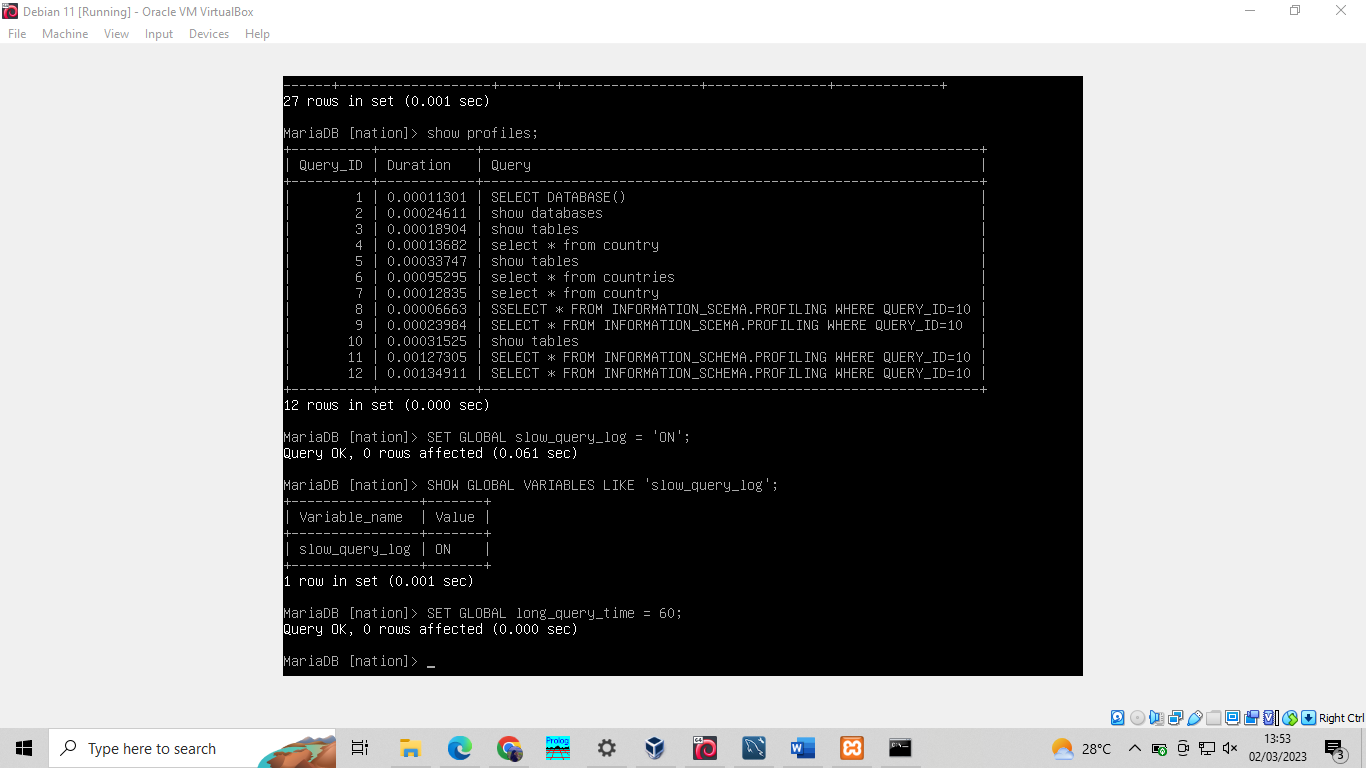 Debian 11 [Running] - Oracle VM VirtualBox
File Machine View Input Devices Help
------+-------------------+-------+-----------------+---------------+-------------+
27 rows in set (0.001 sec)
MariaDB [nation]> show profiles;
+----------+------------+--------------------------------------------------------------+
| Query_ID | Duration | Query |
+----------+------------+--------------------------------------------------------------+
| 1 | 0.00011301 | SELECT DATABASE() |
| 2 | 0.00024611 | show databases |
| 3 | 0.00018904 | show tables |
| 4 | 0.00013682 | select * from country |
| 5 | 0.00033747 | show tables |
| 6 | 0.00095295 | select * from countries |
| 7 | 0.00012835 | select * from country |
| 8 | 0.00006663 | SSELECT * FROM INFORMATION_SCEMA.PROFILING WHERE QUERY_ID=10 |
| 9 | 0.00023984 | SELECT * FROM INFORMATION_SCEMA.PROFILING WHERE QUERY_ID=10 |
| 10 | 0.00031525 | show tables |
| 11 | 0.00127305 | SELECT * FROM INFORMATION_SCHEMA.PROFILING WHERE QUERY_ID=10 |
| 12 | 0.00134911 | SELECT * FROM INFORMATION_SCHEMA.PROFILING WHERE QUERY_ID=10 |
+----------+------------+--------------------------------------------------------------+
12 rows in set (0.000 sec)
MariaDB [nation]> SET GLOBAL slow_query_log = 'ON';
Query OK, 0 rows affected (0.061 sec)
MariaDB [nation]> SHOW GLOBAL VARIABLES LIKE 'slow_query_log';
+----------------+-------+
| Variable_name | Value |
+----------------+-------+
| slow_query_log | ON |
+----------------+-------+
1 row in set (0.001 sec)
MariaDB [nation]> SET GLOBAL long_query_time = 60;
Query OK, 0 rows affected (0.000 sec)
MariaDB [nation]> _
Right Ctrl
Type here to search
Prolog
64
28°C
13:53
02/03/2023
3